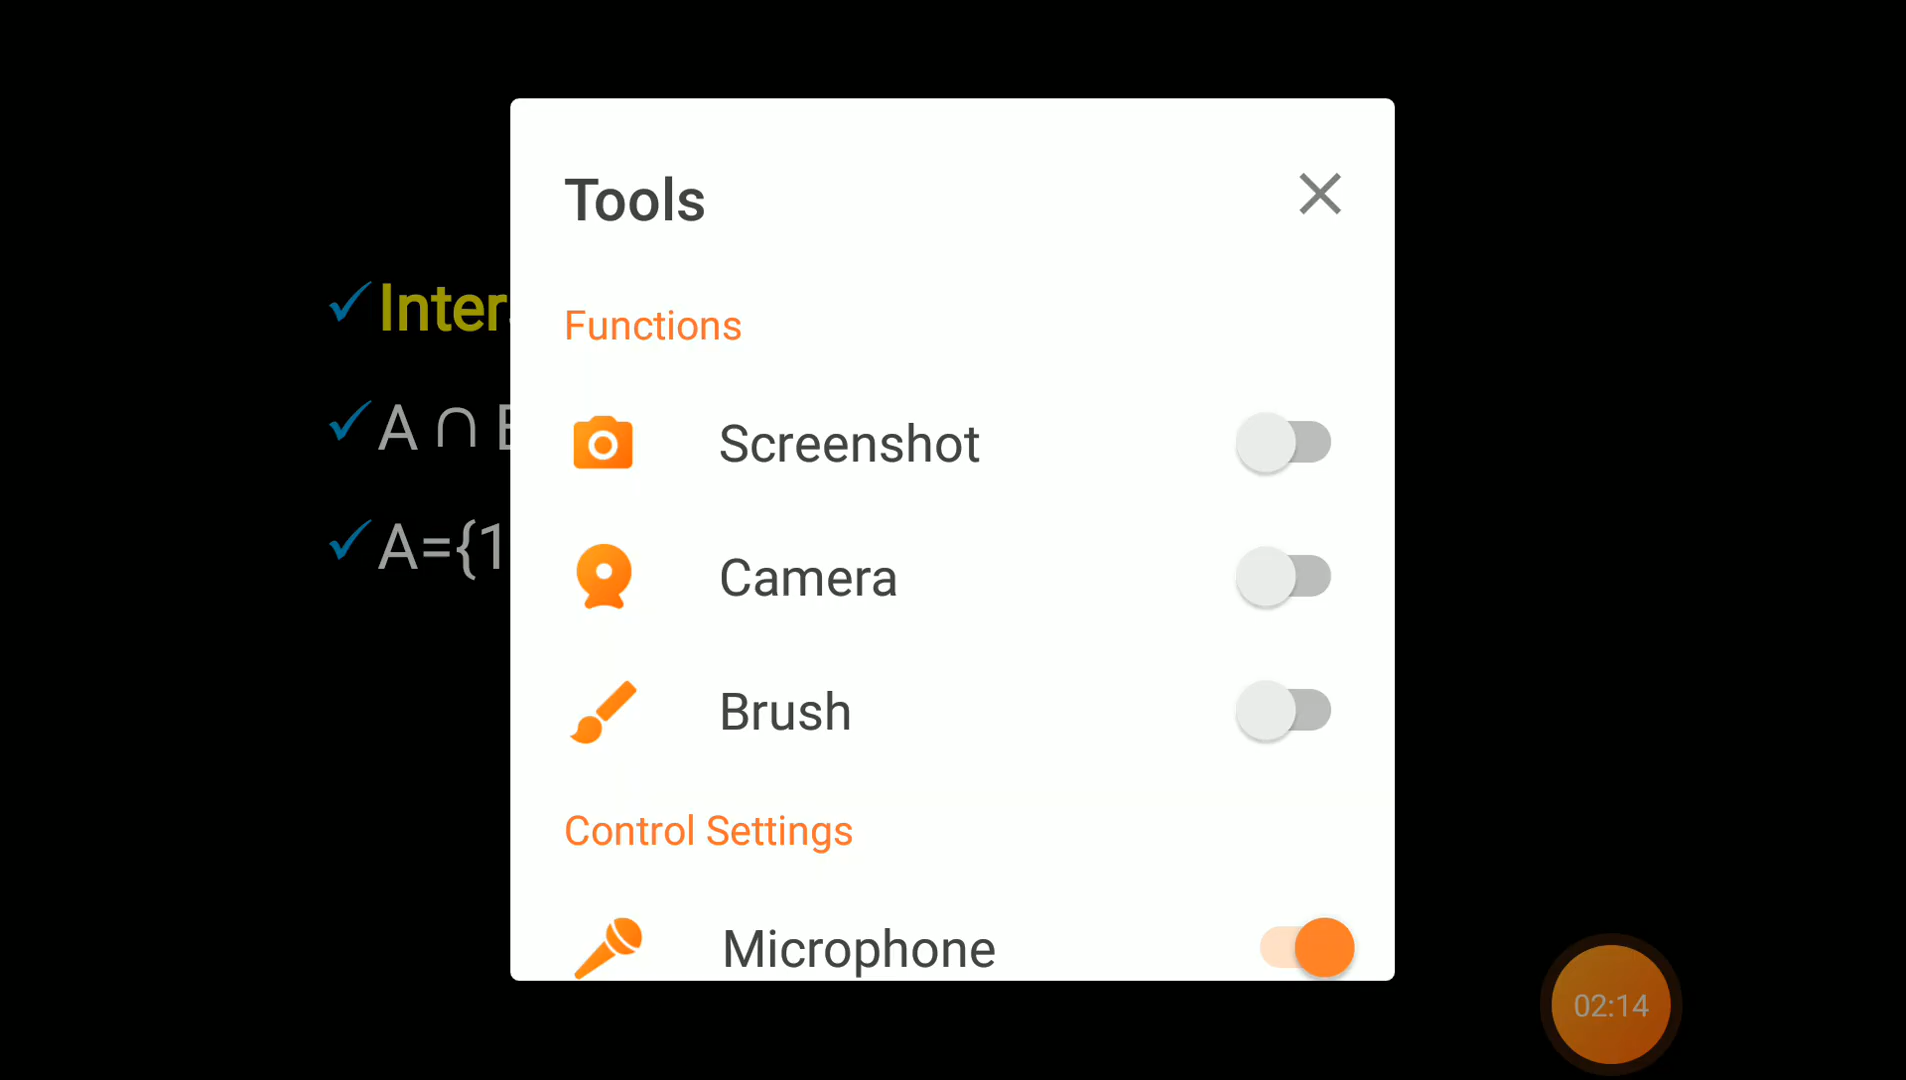 Tools
Functions
Screenshot
Camera
Brush
Control Settings
Microphone
✓Inter
✓A ∩
✓A={1
02:14